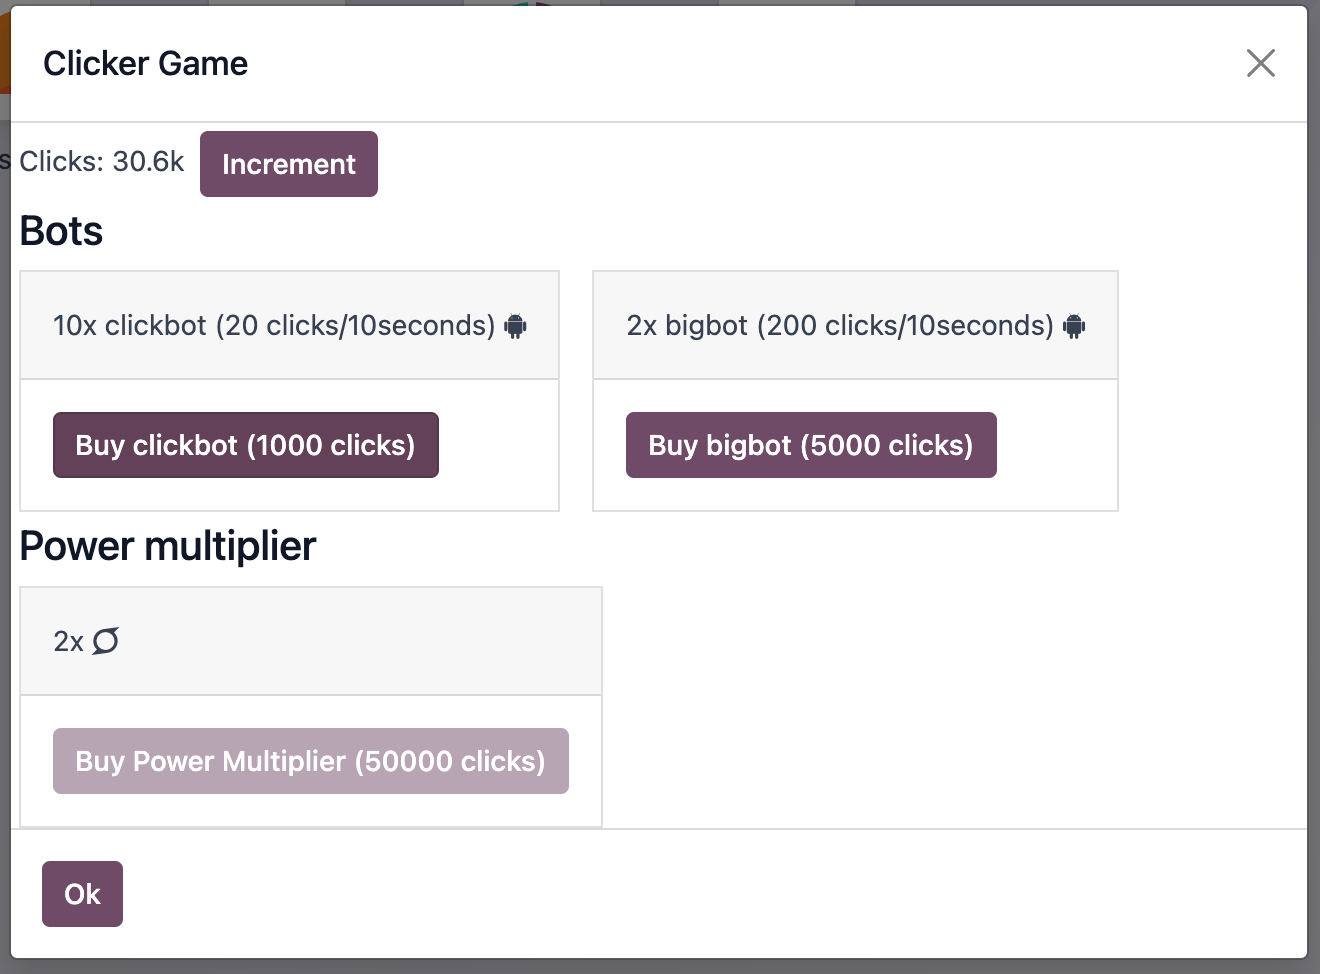 Clicker Game
s Clicks: 30.6k Increment
Bots
10x clickbot (20 clicks/10seconds)
2x bigbot (200 clicks/10seconds)
Buy clickbot (1000 clicks)
Buy bigbot (5000 clicks)
Power multiplier
2x
Buy Power Multiplier (50000 clicks)
Ok